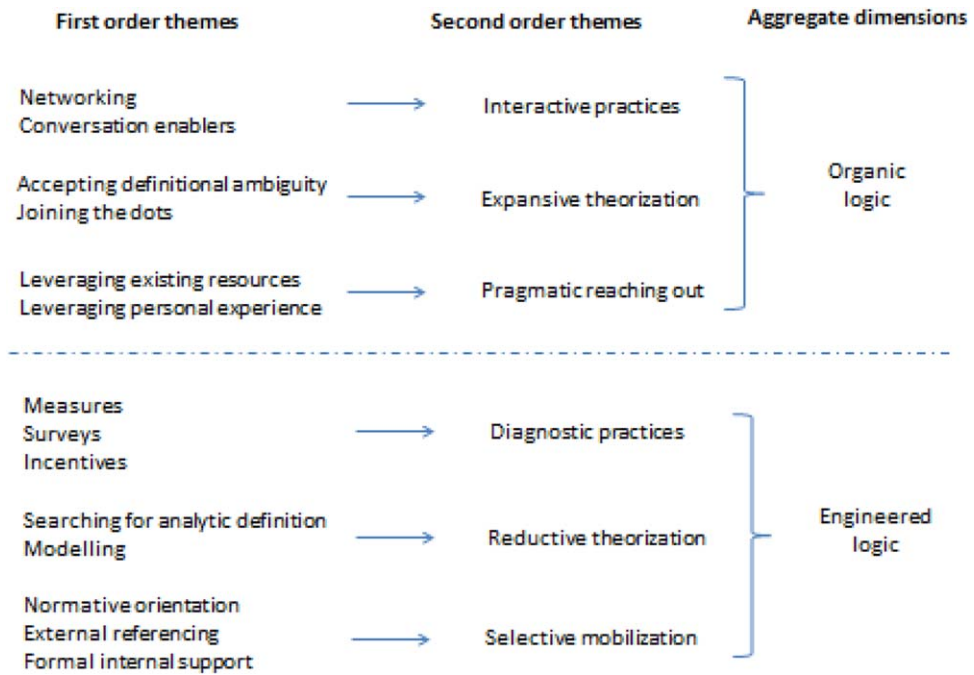 First order themes
Second order themes
Aggregate dimensions
Networking
Conversation enablers
Interactive practices
Accepting definitional ambiguity
Joining the dots
Expansive theorization
Organic
logic
Leveraging existing resources
Leveraging personal experience
Pragmatic reaching out
Measures
Surveys
Incentives
Diagnostic practices
Searching for analytic definition
Modelling
Reductive theorization
Engineered
logic
Normative orientation
External referencing
Formal internal support
Selective mobilization